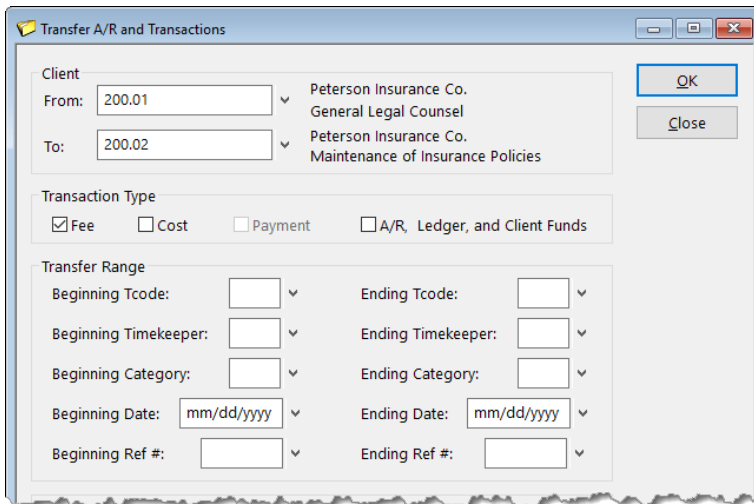 Transfer A/R and Transactions
Client
From: 200.01 Peterson Insurance Co.
General Legal Counsel
To: 200.02 Peterson Insurance Co.
Maintenance of Insurance Policies
OK
Close
Transaction Type
Fee Cost Payment A/R, Ledger, and Client Funds
Transfer Range
Beginning Tcode: Ending Tcode:
Beginning Timekeeper: Ending Timekeeper:
Beginning Category: Ending Category:
Beginning Date: mm/dd/yyyy Ending Date: mm/dd/yyyy
Beginning Ref #: Ending Ref #: